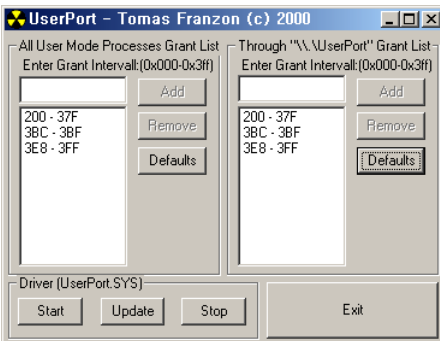 UserPort - Tomas Franzon (c) 2000
All User Mode Processes Grant List
Enter Grant Intervall:(0x000-0x3ff)
Add
200 - 37F
3BC - 3BF
3E8 - 3FF
Remove
Defaults
Through "\\.\UserPort" Grant List
Enter Grant Intervall:(0x000-0x3ff)
Add
200 - 37F
3BC - 3BF
3E8 - 3FF
Remove
Defaults
Driver (UserPort.SYS)
Start Update Stop
Exit